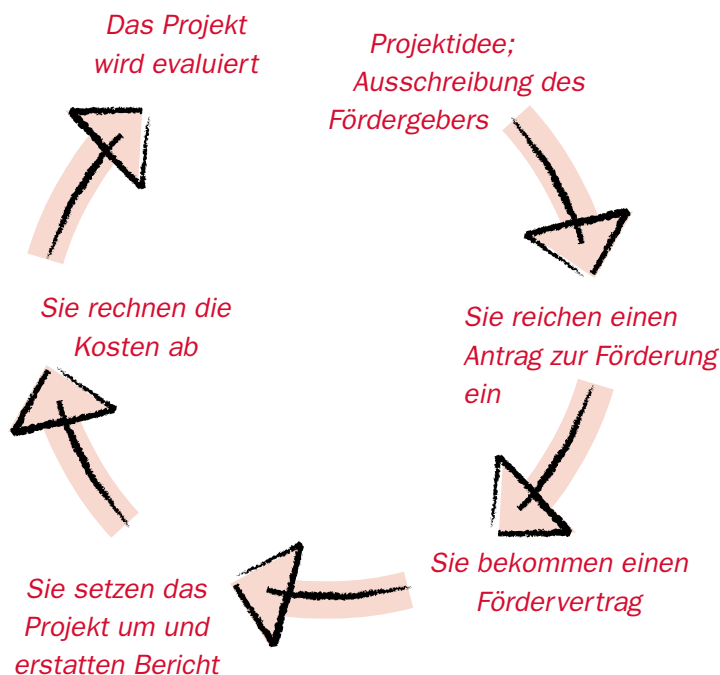 Das Projekt
wird evaluiert
Projektidee;
Ausschreibung des
Fördergebers
Sie reichen einen
Antrag zur Förderung
ein
Sie bekommen einen
Fördervertrag
Sie setzen das
Projekt um und
erstatten Bericht
Sie rechnen die
Kosten ab